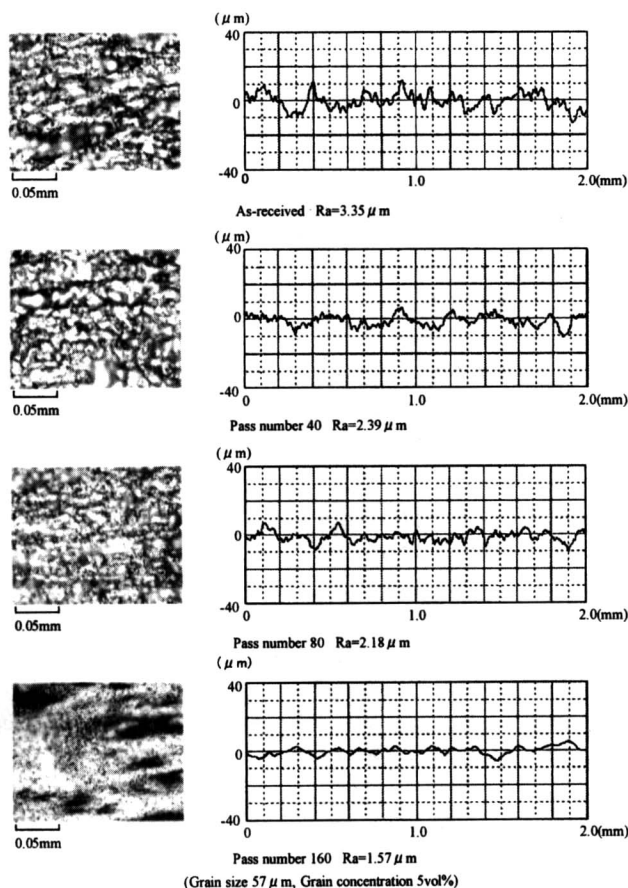 (μm)
40
0
-40
0 1.0 2.0(mm)
0.05mm
As-received Ra=3.35μm
(μm)
40
0
-40
0 1.0 2.0(mm)
0.05mm
Pass number 40 Ra=2.39μm
(μm)
40
0
-40
0 1.0 2.0(mm)
0.05mm
Pass number 80 Ra=2.18μm
(μm)
40
0
-40
0 1.0 2.0(mm)
0.05mm
Pass number 160 Ra=1.57μm
(Grain size 57μm, Grain concentration 5vol%)